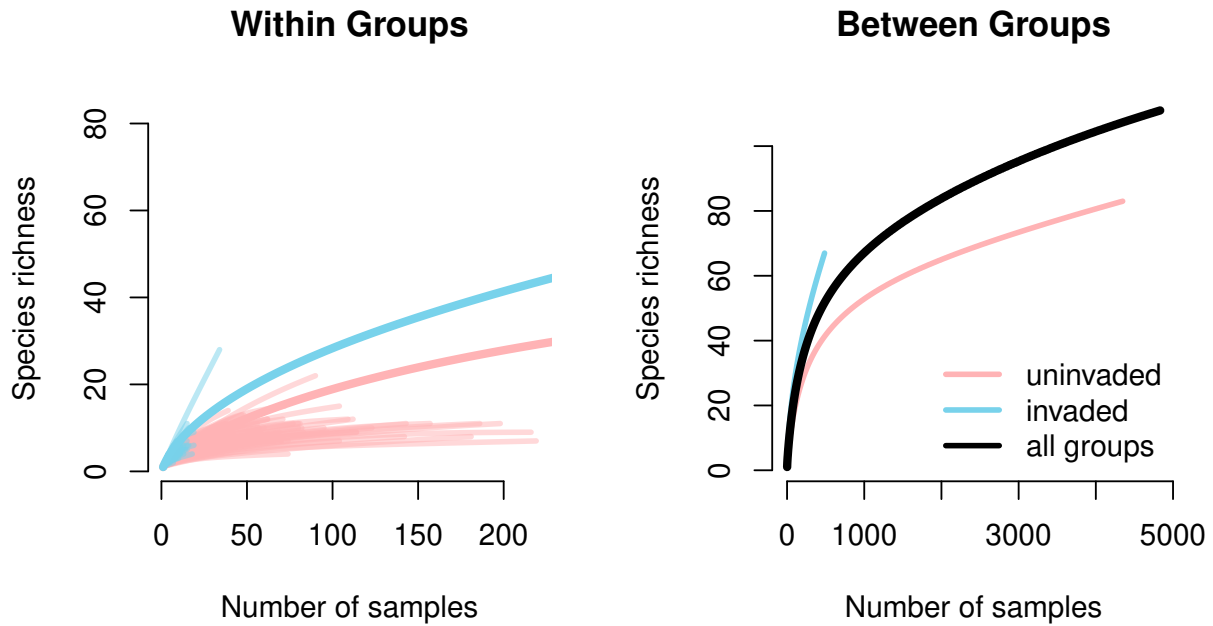 Within Groups
Species richness
80
60
40
20
0
0 50 100 150 200
Number of samples
Between Groups
Species richness
80
60
40
20
0
0 1000 3000 5000
uninvaded
invaded
all groups
Number of samples